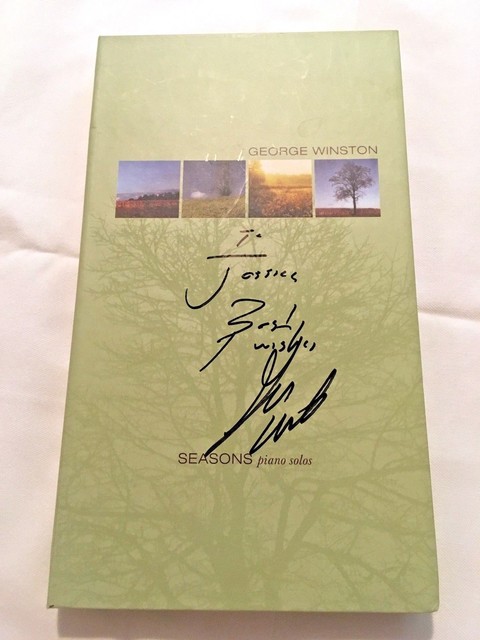 GEORGE WINSTON
To
Jessica
Best
wishes
SEASONS piano solos